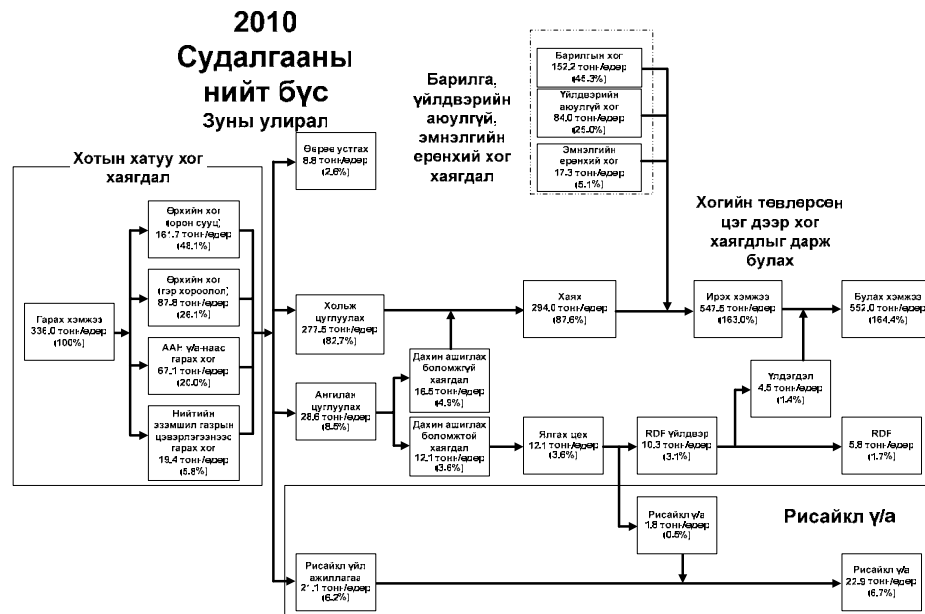 2010
Судалгааны
нийт бүс
Зуны улирал
Хотын хатуу хог
хаягдал
Гарах хэмжээ
336.0 тонн/өдөр
(100%)
Өрхийн хог
(орон сууц)
161.7 тонн/өдөр
(48.1%)
Өрхийн хог
(гэр хороолол)
87.8 тонн/өдөр
(26.1%)
ААН ү/а-наас
гарах хог
67.1 тонн/өдөр
(20.0%)
Нийтийн
эзэмшил газрын
цэвэрлэгээнээс
гарах хог
19.4 тонн/өдөр
(5.8%)
Өөрөө устгах
8.8 тонн/өдөр
(2.6%)
Хольж
цуглуулах
277.5 тонн/өдөр
(82.7%)
Ангилан
цуглуулах
28.6 тонн/өдөр
(8.5%)
Рисайкл үйл
ажиллагаа
21.1 тонн/өдөр
(6.2%)
Дахин ашиглах
боломжгүй
хаягдал
16.5 тонн/өдөр
(4.9%)
Дахин ашиглах
боломжтой
хаягдал
12.1 тонн/өдөр
(3.6%)
Барилга,
үйлдвэрийн
аюулгүй,
эмнэлгийн
ерөнхий хог
хаягдал
Барилгын хог
152.2 тонн/өдөр
(45.3%)
Үйлдвэрийн
аюулгүй хог
84.0 тонн/өдөр
(25.0%)
Эмнэлгийн
ерөнхий хог
17.3 тонн/өдөр
(5.1%)
Хаях
294.0 тонн/өдөр
(87.6%)
Ялгах цех
12.1 тонн/өдөр
(3.6%)
Хогийн төвлөрсөн
цэг дээр хог
хаягдлыг дарж
булах
Ирэх хэмжээ
547.5 тонн/өдөр
(163.0%)
Булах хэмжээ
552.0 тонн/өдөр
(164.4%)
Үлдэгдэл
4.5 тонн/өдөр
(1.4%)
RDF үйлдвэр
10.3 тонн/өдөр
(3.1%)
RDF
5.8 тонн/өдөр
(1.7%)
Рисайкл ү/а
Рисайкл ү/а
1.8 тонн/өдөр
(0.5%)
Рисайкл ү/а
22.9 тонн/өдөр
(6.7%)